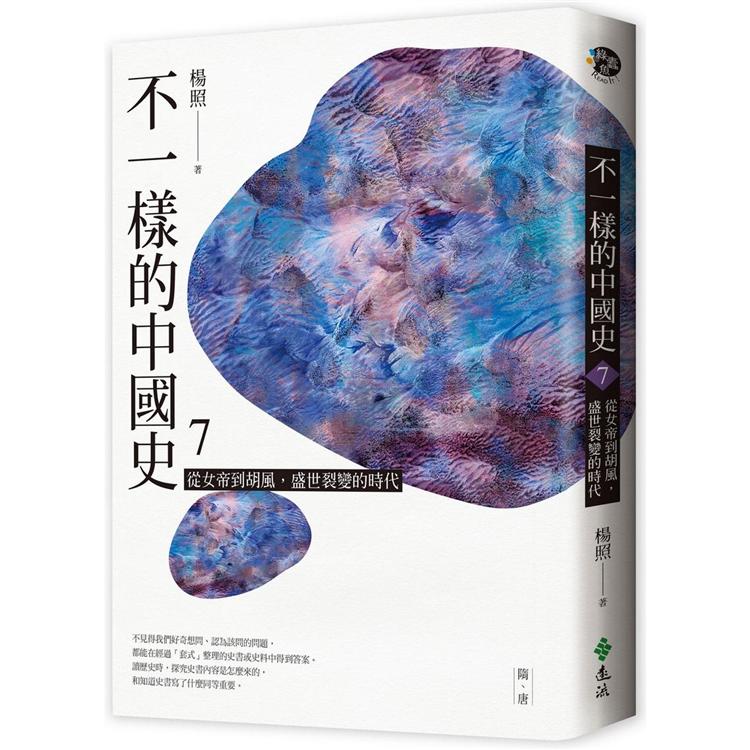 不一樣的中國史
7
從女帝到胡風，盛世裂變的時代
楊照
著
不見得我們好奇想問、認為該問的問題，
都能在經過「套式」整理的史書或史料中得到答案。
讀歷史時，探究史書內容是怎麼來的，
和知道史書寫了什麼同等重要。
隋、唐
綠蠹魚
READ IT!
不一樣的中國史
7
從女帝到胡風，
盛世裂變的時代
楊照
著
遠流